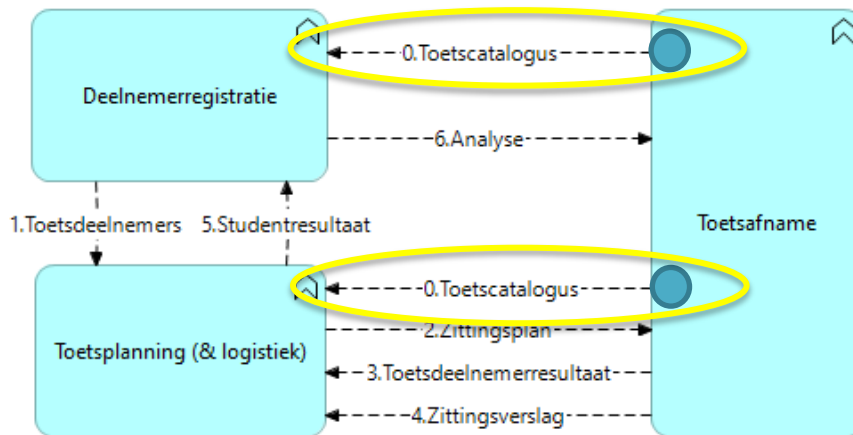 0.Toetscatalogus
Deelnemerregistratie
6.Analyse
1.Toetsdeelnemers
5.Studentresultaat
Toetsafname
0.Toetscatalogus
2.Zittingsplan
Toetsplanning (& logistiek)
3.Toetsdeelnemerresultaat
4.Zittingsverslag